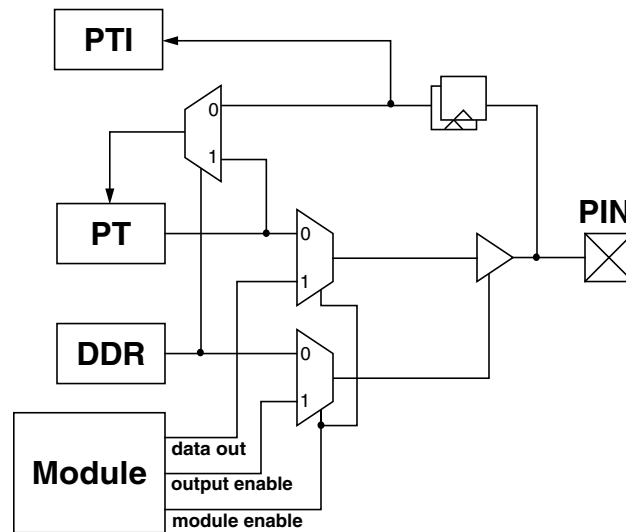 PTI
0
1
PT
0
PIN
1
DDR
0
1
data out
Module
output enable
module enable